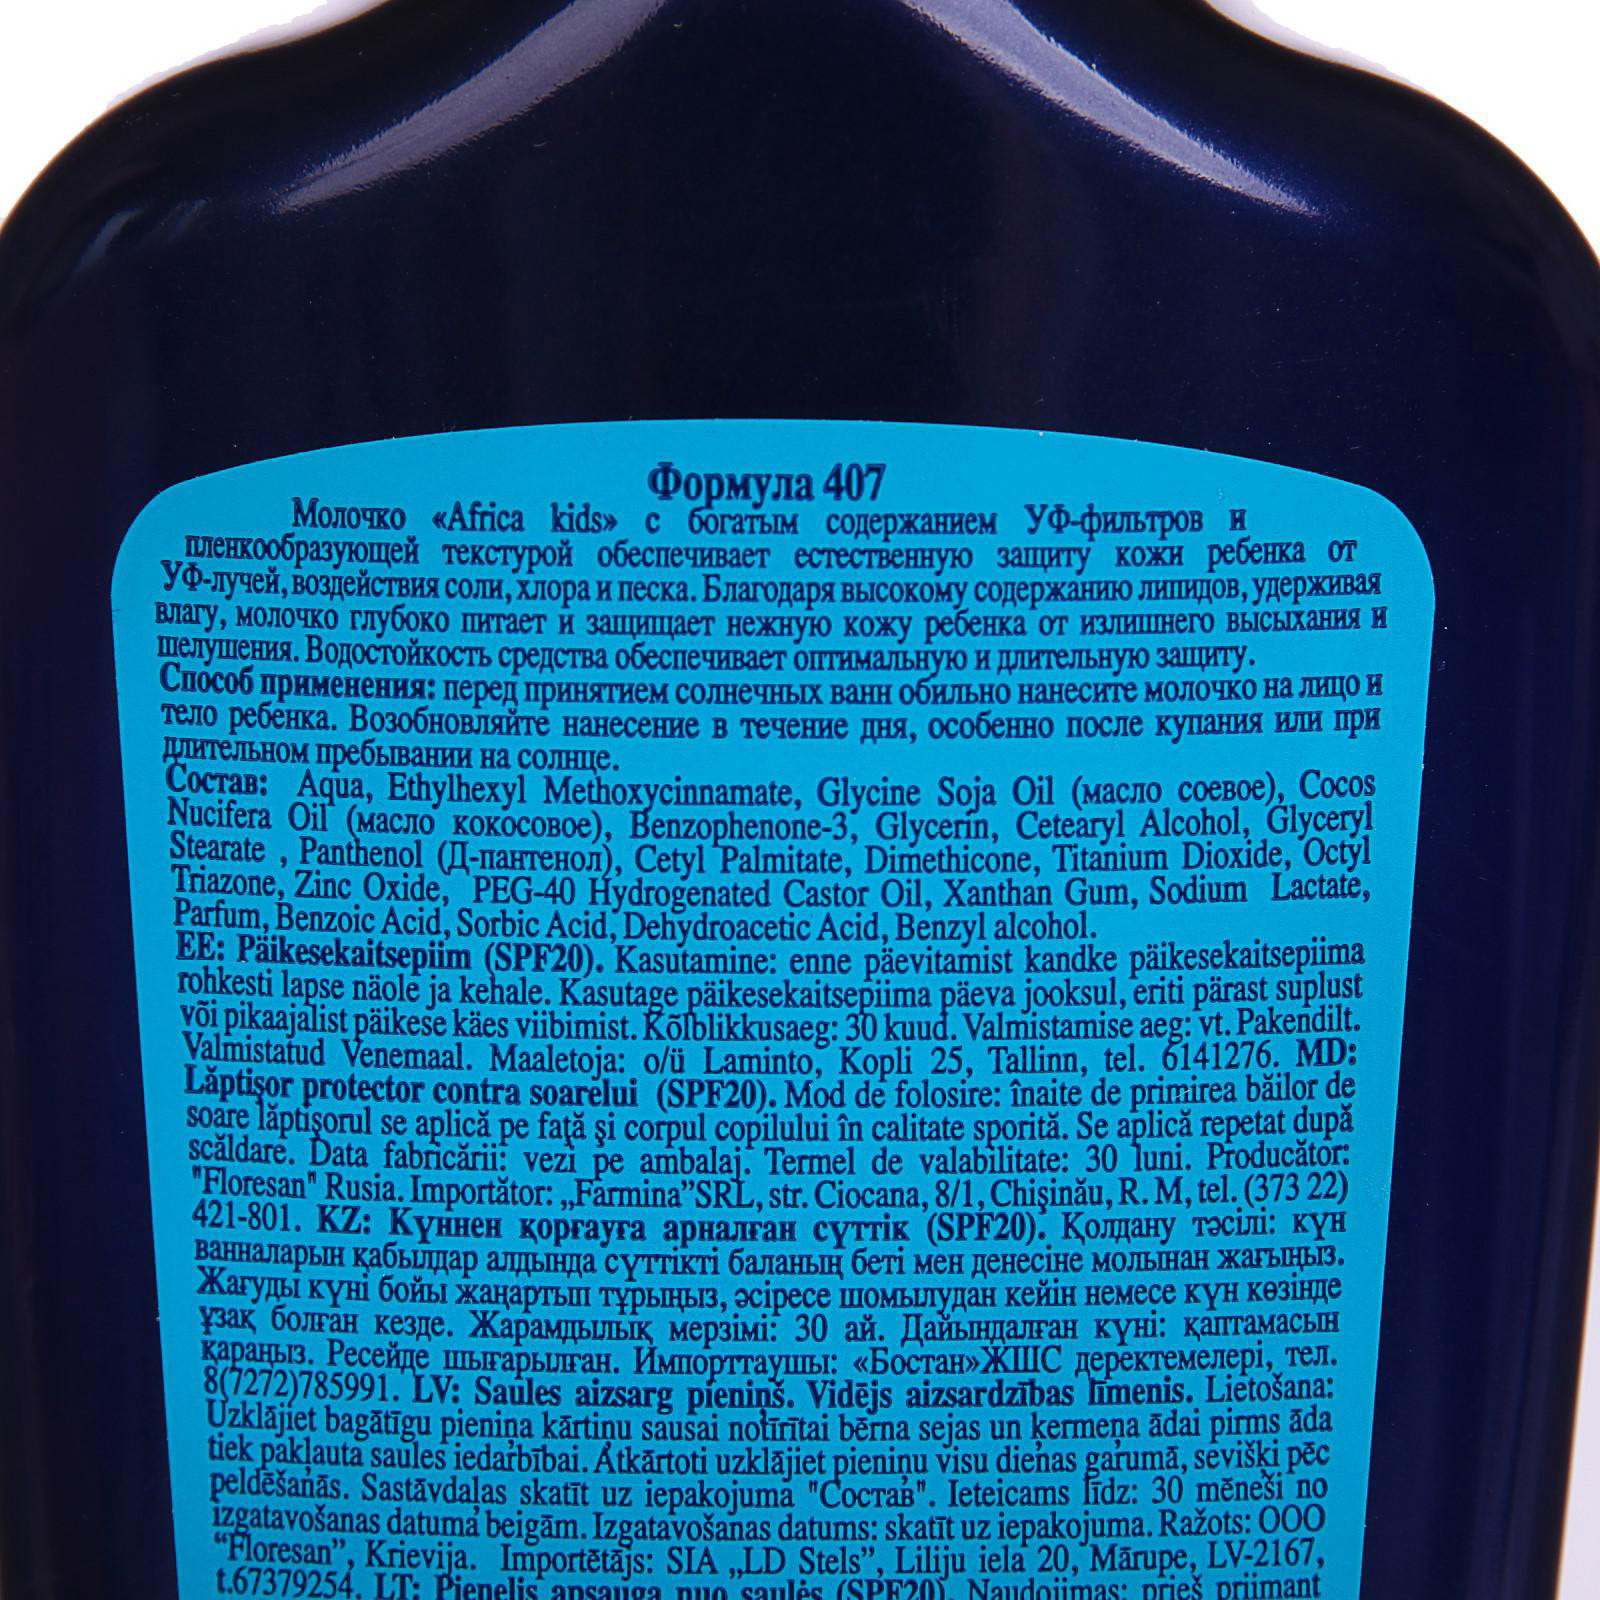 Формула 407
Молочко «Africa kids» с богатым содержанием УФ-фильтров и
пленкообразующей текстурой обеспечивает естественную защиту кожи ребенка от
УФ-лучей, воздействия соли, хлора и песка. Благодаря высокому содержанию липидов, удерживая
влагу, молочко глубоко питает и защищает нежную кожу ребенка от излишнего высыхания и
шелушения. Водостойкость средства обеспечивает оптимальную и длительную защиту.
Способ применения: перед принятием солнечных ванн обильно нанесите молочко на лицо и
тело ребенка. Возобновляйте нанесение в течение дня, особенно после купания или при
длительном пребывании на солнце.
Состав: Aqua, Ethylhexyl Methoxycinnamate, Glycine Soja Oil (масло соевое), Cocos
Nucifera Oil (масло кокосовое), Benzophenone-3, Glycerin, Cetearyl Alcohol, Glyceryl
Stearate , Panthenol (Д-пантенол), Cetyl Palmitate, Dimethicone, Titanium Dioxide, Octyl
Triazone, Zinc Oxide, PEG-40 Hydrogenated Castor Oil, Xanthan Gum, Sodium Lactate,
Parfum, Benzoic Acid, Sorbic Acid, Dehydroacetic Acid, Benzyl alcohol.
EE: Päikesekaitsepiim (SPF20). Kasutamine: enne päevitamist kandke päikesekaitsepiima
rohkesti lapse näole ja kehale. Kasutage päikesekaitsepiima päeva jooksul, eriti pärast suplust
või pikaajalist päikese käes viibimist. Kõlblikkusaeg: 30 kuud. Valmistamise aeg: vt. Pakendilt.
Valmistatud Venemaal. Maaletoja: o/ü Laminto, Kopli 25, Tallinn, tel. 6141276. MD:
Lăptişor protector contra soarelui (SPF20). Mod de folosire: înaite de primirea băilor de
soare lăptişorul se aplică pe faţă şi corpul copilului în calitate sporită. Se aplică repetat după
scăldare. Data fabricării: vezi pe ambalaj. Termel de valabilitate: 30 luni. Producător:
"Floresan" Rusia. Importător: „Farmina”SRL, str. Ciocana, 8/1, Chişinău, R. M, tel. (373 22)
421-801. KZ: Күннен қорғауға арналған сүттік (SPF20). Қолдану тәсілі: күн
ванналарын қабылдар алдында сүттікті баланың беті мен денесіне молынан жағыңыз.
Жағуды күні бойы жаңартып тұрыңыз, әсіресе шомылудан кейін немесе күн көзінде
ұзақ болған кезде. Жарамдылық мерзімі: 30 ай. Дайындалған күні: қаптамасын
қараңыз. Ресейде шығарылған. Импорттаушы: «Бостан»ЖШС деректемелері, тел.
8(7272)785991. LV: Saules aizsarg pieniņš. Vidējs aizsardzības līmenis. Lietošana:
Uzklājiet bagātīgu pieniņa kārtiņu sausai notīrītai bērna sejas un ķermeņa ādai pirms āda
tiek pakļauta saules iedarbībai. Atkārtoti uzklājiet pieniņu visu dienas garumā, sevišķi pēc
peldēšanās. Sastāvdaļas skatīt uz iepakojuma "Состав". Ieteicams līdz: 30 mēneši no
izgatavošanas datuma beigām. Izgatavošanas datums: skatīt uz iepakojuma. Ražots: OOO
“Floresan”, Krievija. Importētājs: SIA „LD Stels”, Liliju iela 20, Mārupe, LV-2167,
t.67379254. LT: Pienelis apsauga nuo saulės (SPF20). Naudojimas: prieš priimant